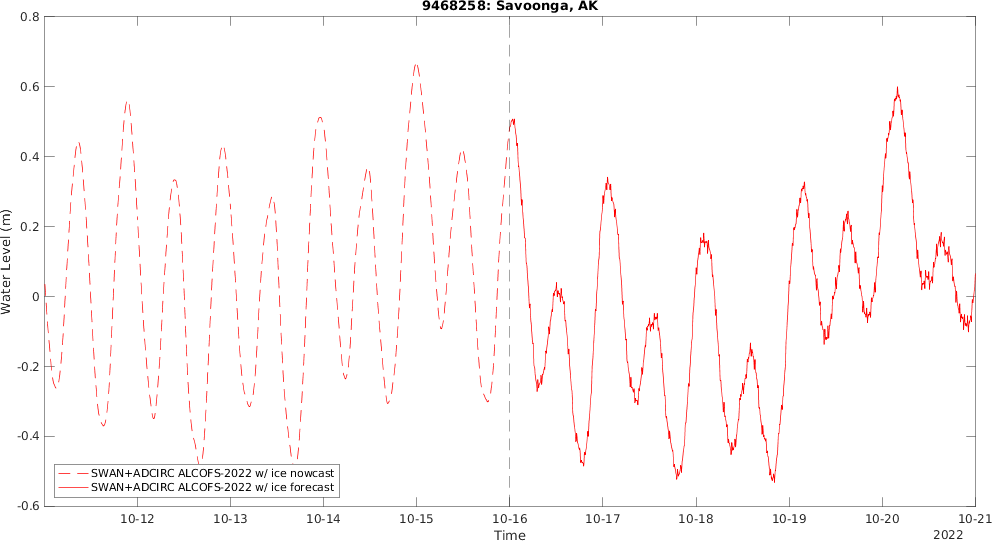 9468258: Savoonga, AK
0.8
0.6
0.4
0.2
0
-0.2
-0.4
-0.6
Water Level (m)
SWAN+ADCIRC ALCOFS-2022 w/ ice nowcast
SWAN+ADCIRC ALCOFS-2022 w/ ice forecast
10-12 10-13 10-14 10-15 10-16 10-17 10-18 10-19 10-20 10-21
Time
2022